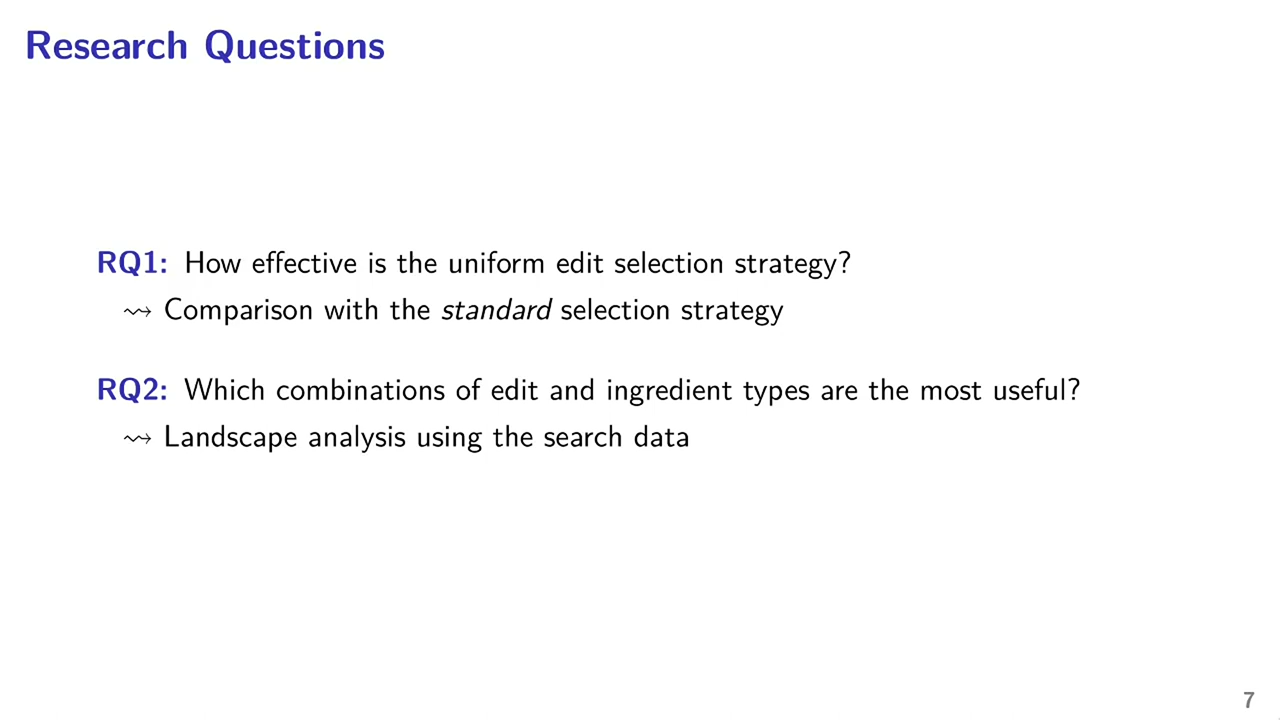 Research Questions
RQ1: How effective is the uniform edit selection strategy?
⇝ Comparison with the standard selection strategy
RQ2: Which combinations of edit and ingredient types are the most useful?
⇝ Landscape analysis using the search data
7